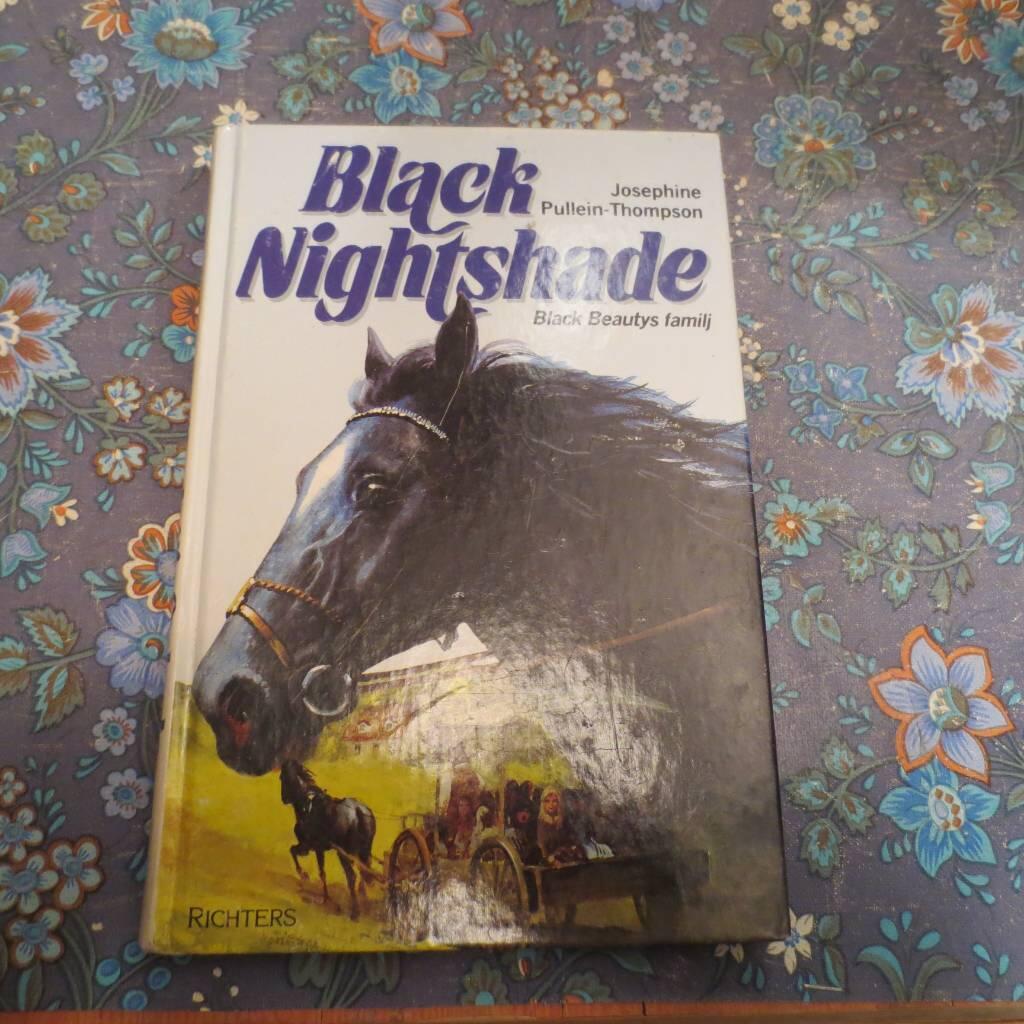 Black
Nightshade
Josephine
Pullein-Thompson
Black Beautys familj
RICHTERS